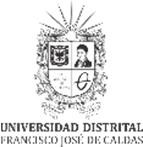 UNIVERSIDAD DISTRITAL
FRANCISCO JOSÉ DE CALDAS